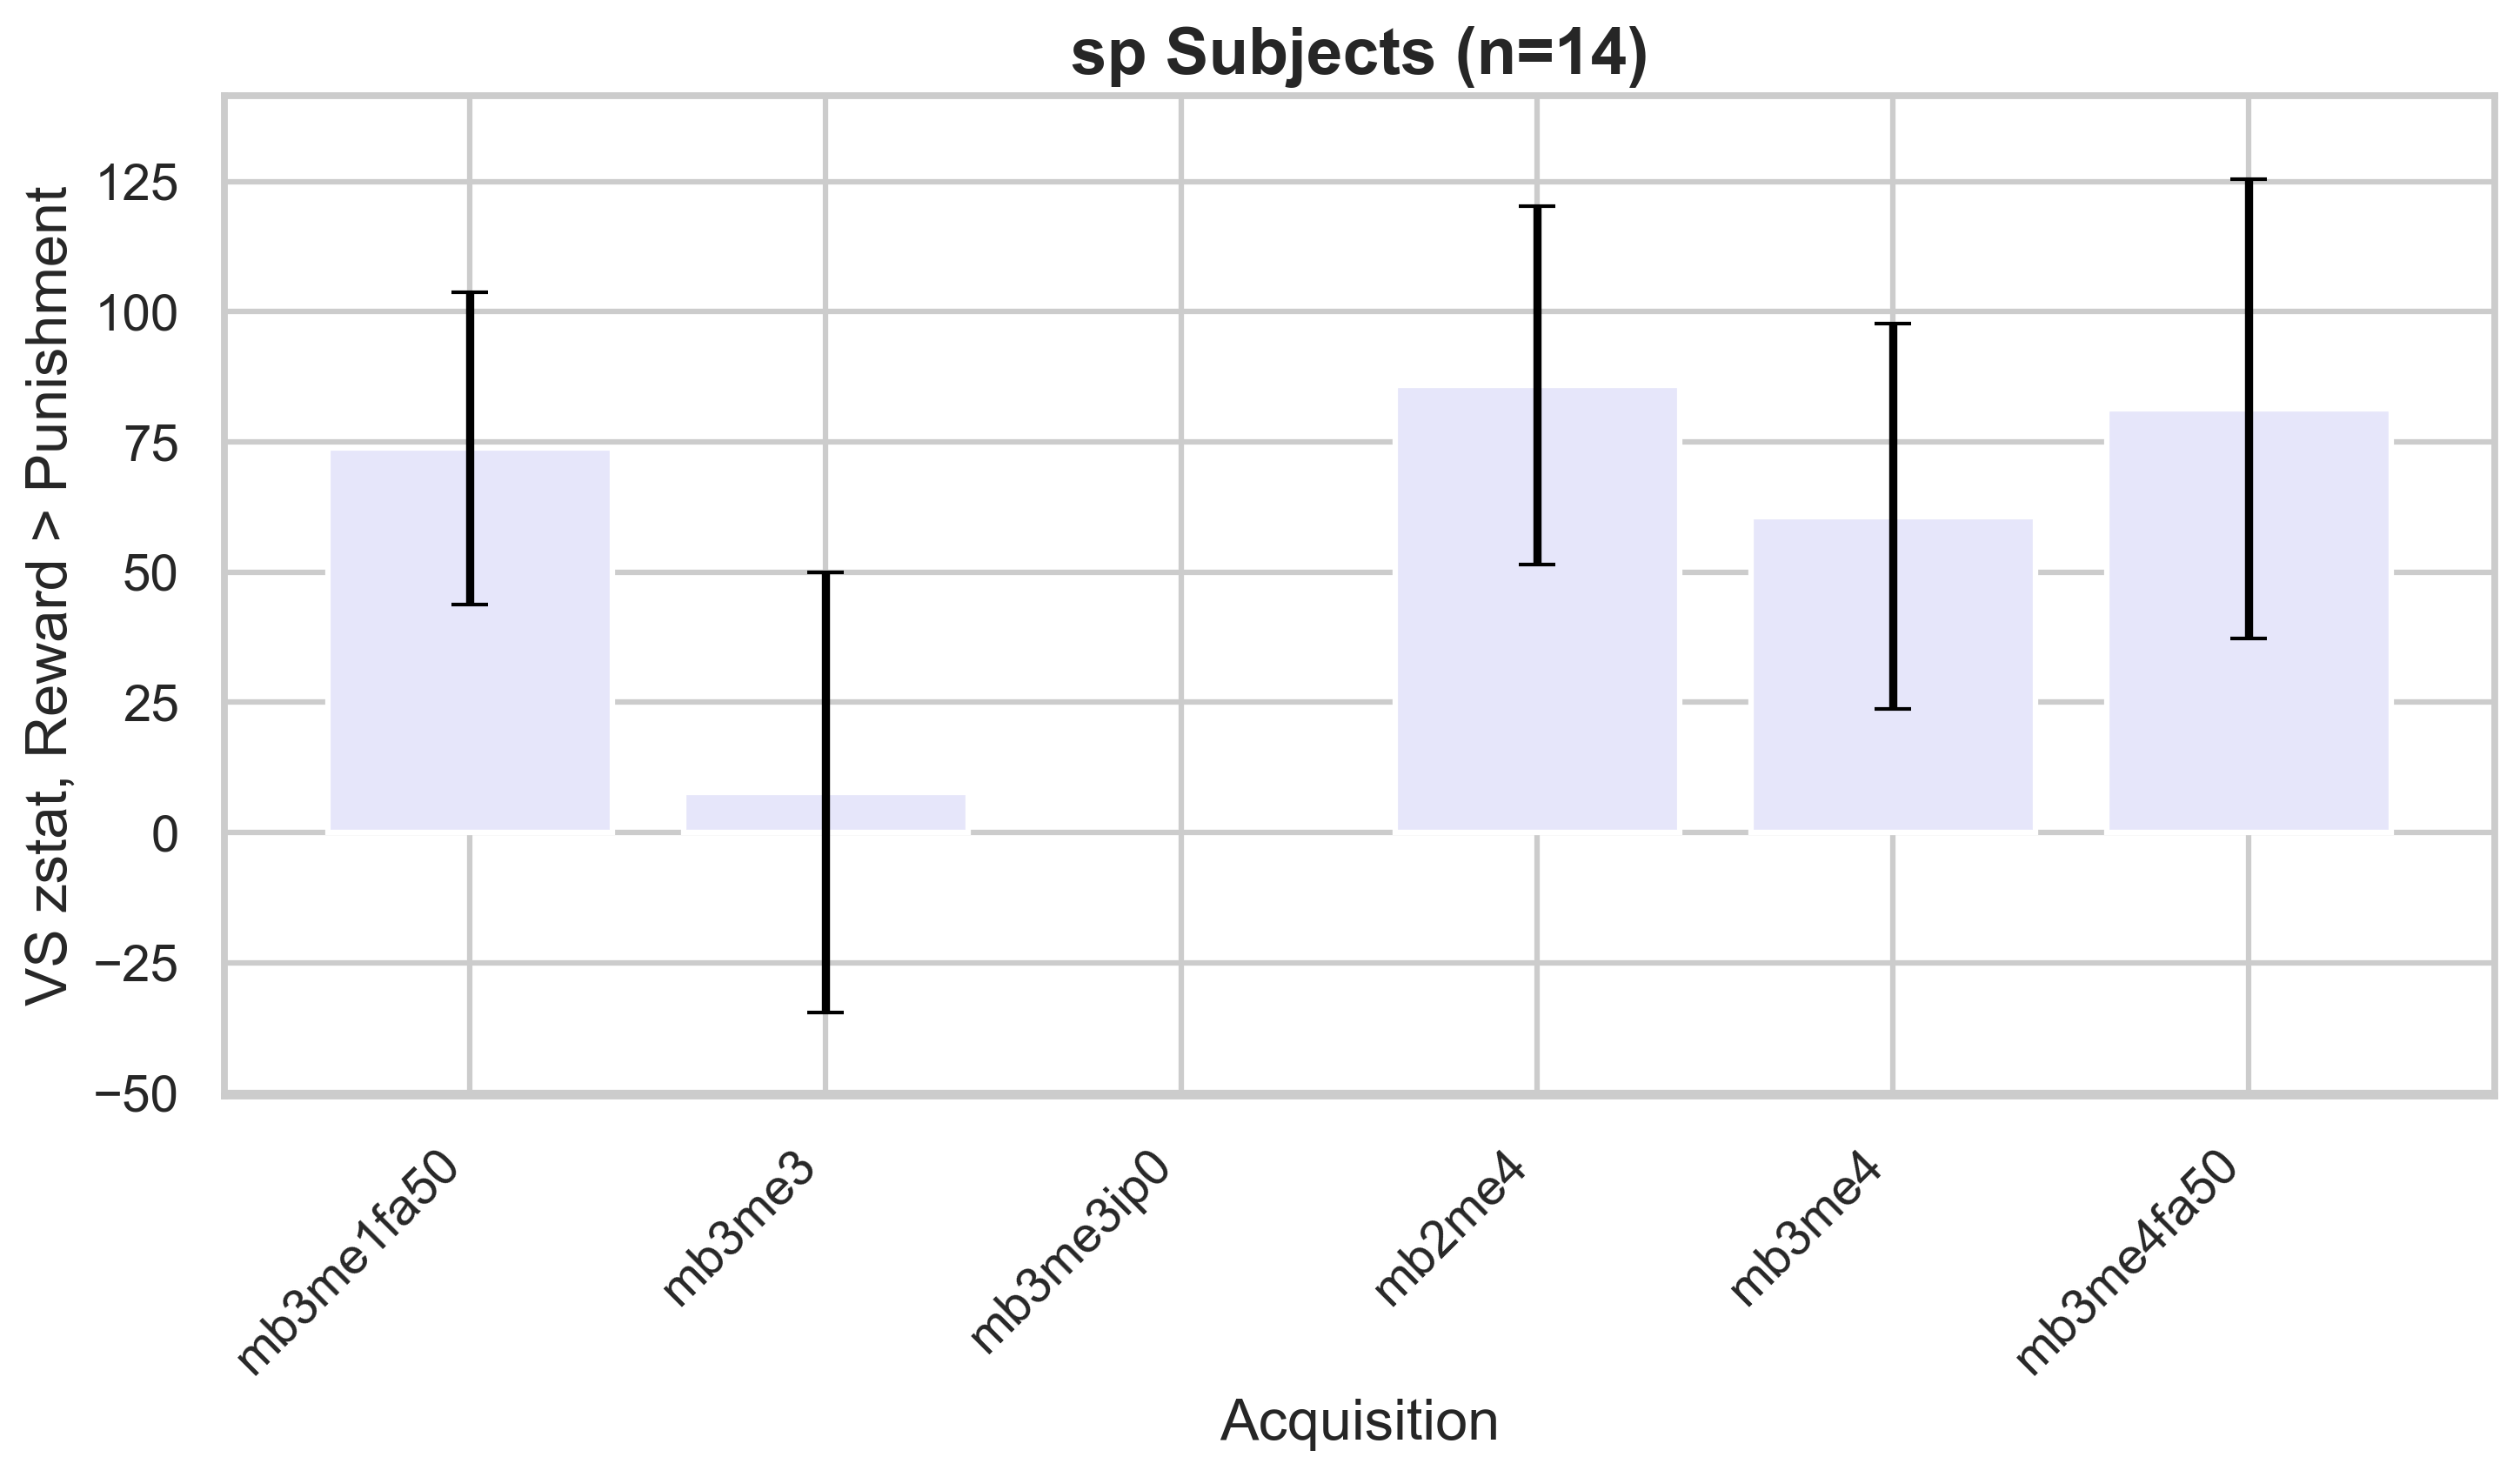 sp Subjects (n=14)
VS zstat, Reward > Punishment
125
100
75
50
25
0
−25
−50
mb3me1fa50
mb3me3
mb3me3ip0
mb2me4
mb3me4
mb3me4fa50
Acquisition